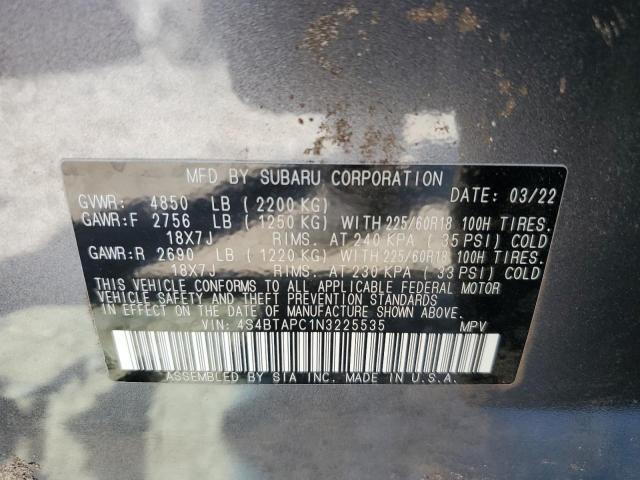 MFD BY SUBARU CORPORATION DATE: 03/22
GVWR: 4850 LB (2200 KG)
GAWR:F 2756 LB (1250 KG) WITH 225/60R18 100H TIRES.
18X7J RIMS. AT 240 KPA (35 PSI) COLD
GAWR:R 2690 LB (1220 KG) WITH 225/60R18 100H TIRES.
18X7J RIMS. AT 230 KPA (33 PSI) COLD
THIS VEHICLE CONFORMS TO ALL APPLICABLE FEDERAL MOTOR
VEHICLE SAFETY AND THEFT PREVENTION STANDARDS
IN EFFECT ON THE DATE OF MANUFACTURE SHOWN ABOVE.
VIN: 4S4BTAPC1N3225535 MPV
ASSEMBLED BY SIA INC. MADE IN U.S.A.